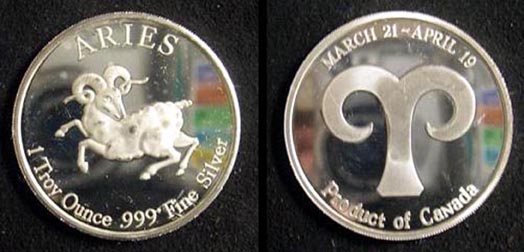 ARIES
1 Troy Ounce .999+ Fine Silver
MARCH 21~APRIL 19
Product of Canada